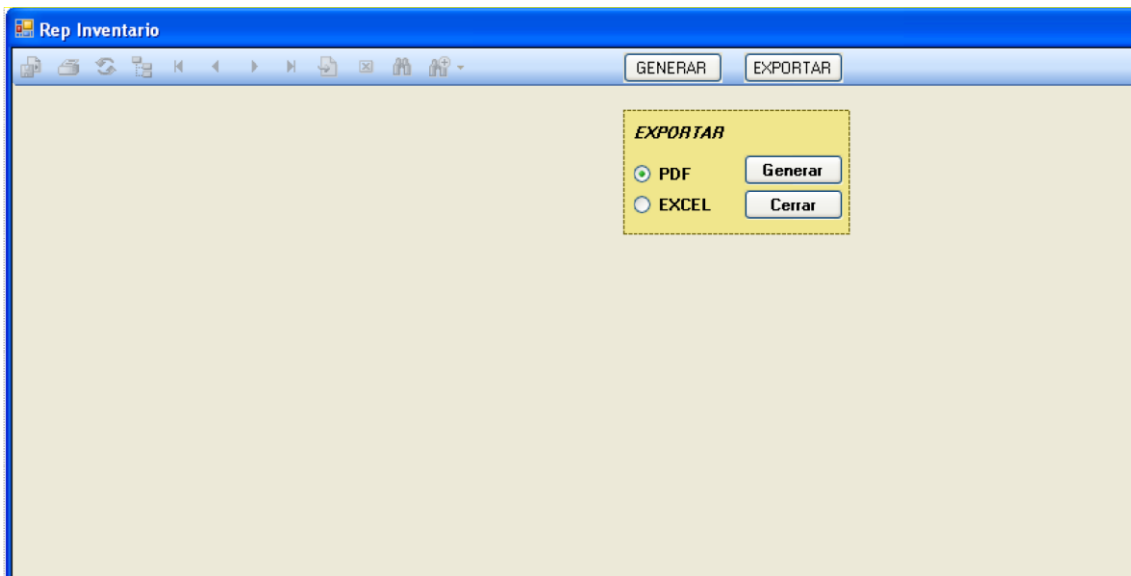 Rep Inventario
GENERAR EXPORTAR
EXPORTAR
PDF Generar
EXCEL Cerrar